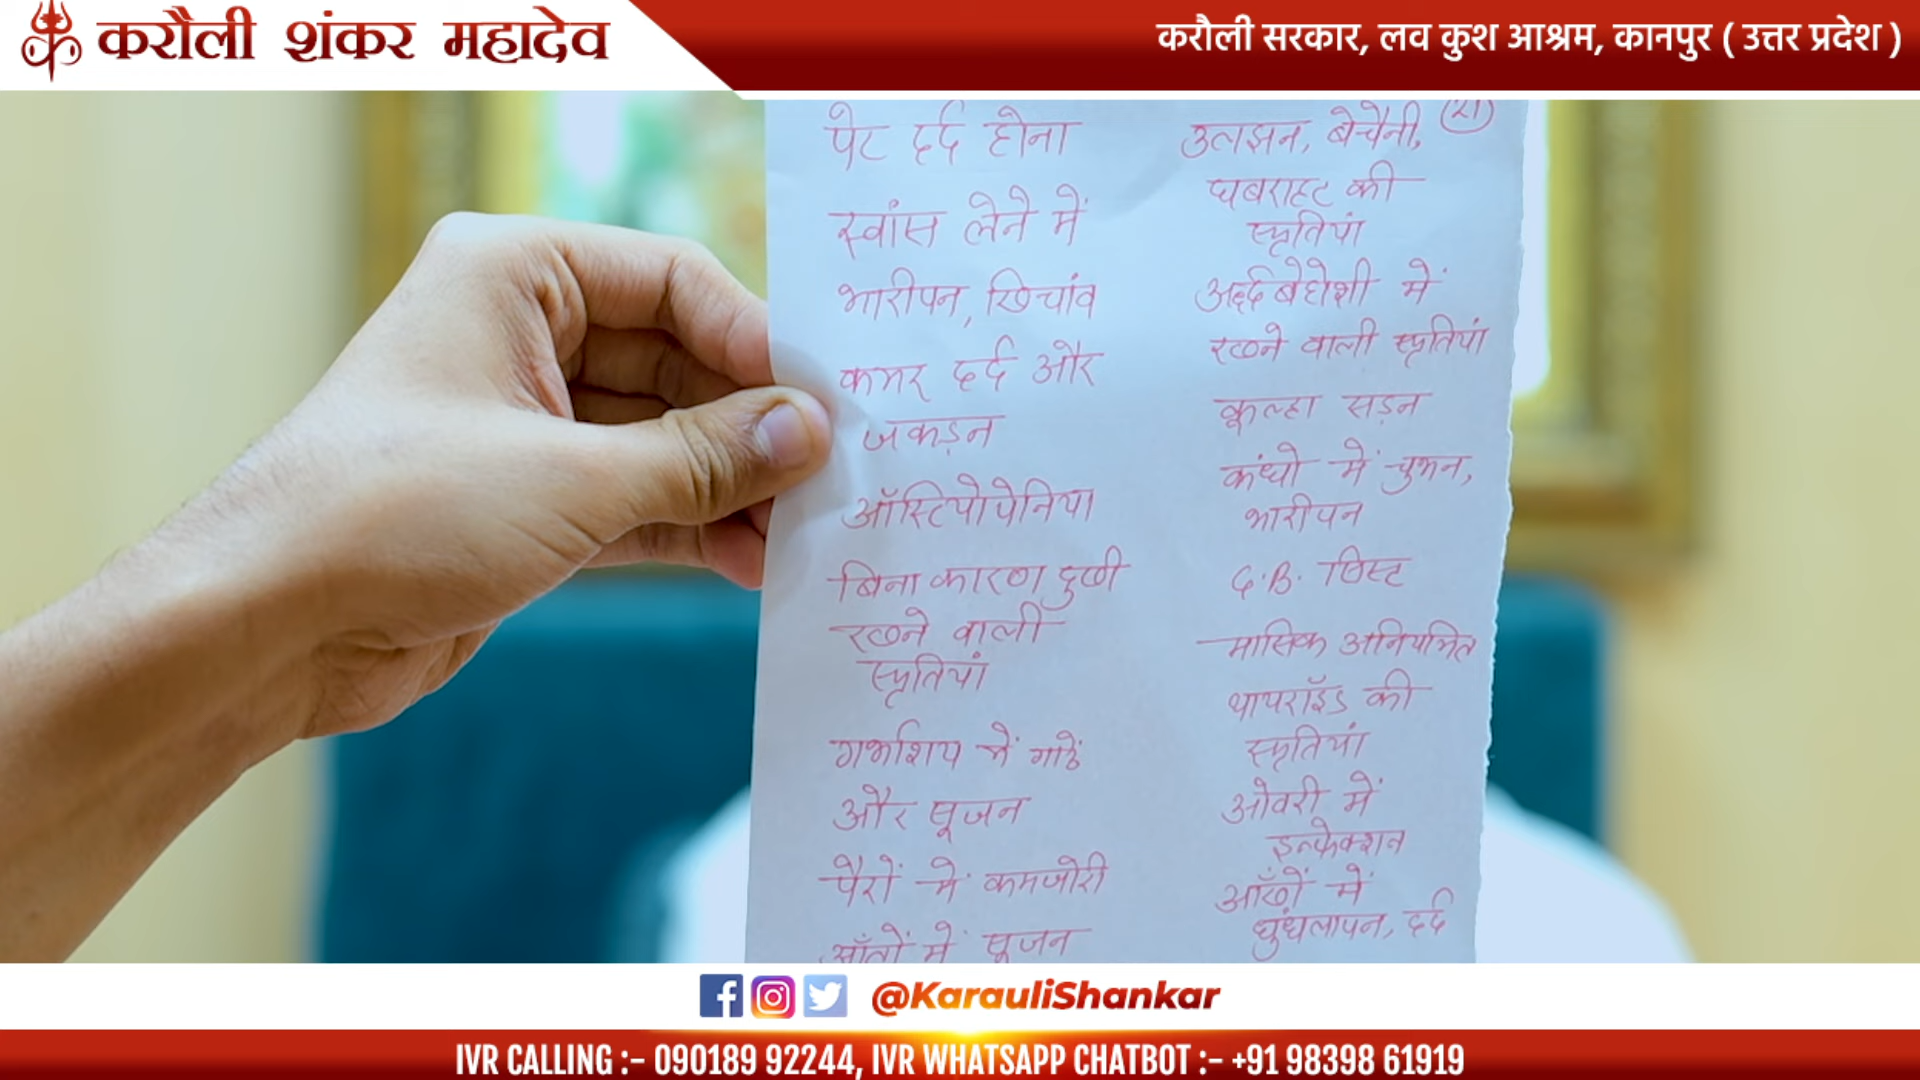 करौली शंकर महादेव
करौली सरकार, लव कुश आश्रम, कानपुर ( उत्तर प्रदेश )
पेट दर्द होना
स्वांस लेने में
भारीपन, खिचांव
कमर दर्द और
जकड़न
ऑस्टियोपेनिया
बिना कारण दुखी
रखने वाली
स्मृतियां
गर्भाशय में गाठें
और सूजन
पैरों में कमजोरी
आँतों में सूजन
(21)
उलझन, बेचैनी,
घबराहट की
स्मृतियां
अर्द्धबेहोशी में
रखने वाली स्मृतियां
कूल्हा सड़न
कंधो में चुभन,
भारीपन
G.B. सिस्ट
मासिक अनियमित
थायरॉइड की
स्मृतियां
ओवरी में
इन्फेक्शन
आँखों में
धुंधलापन, दर्द
@KarauliShankar
IVR CALLING :- 090189 92244, IVR WHATSAPP CHATBOT :- +91 98398 61919